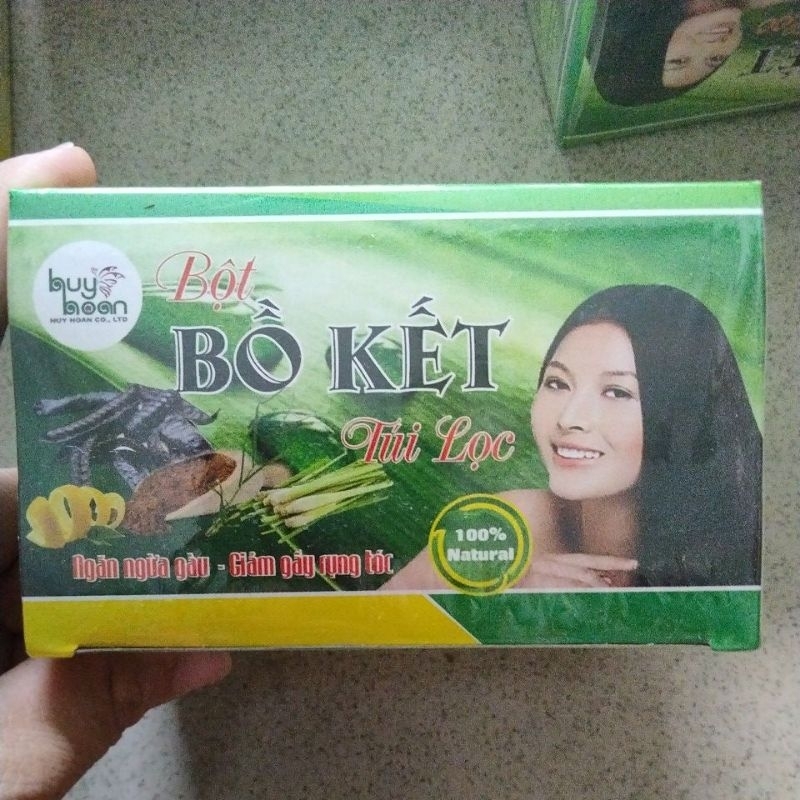 huy
hoan
HUY HOAN CO., LTD
Bột
BỒ KẾT
Túi Lọc
100%
Natural
Ngăn ngừa gàu - Giảm gãy rụng tóc